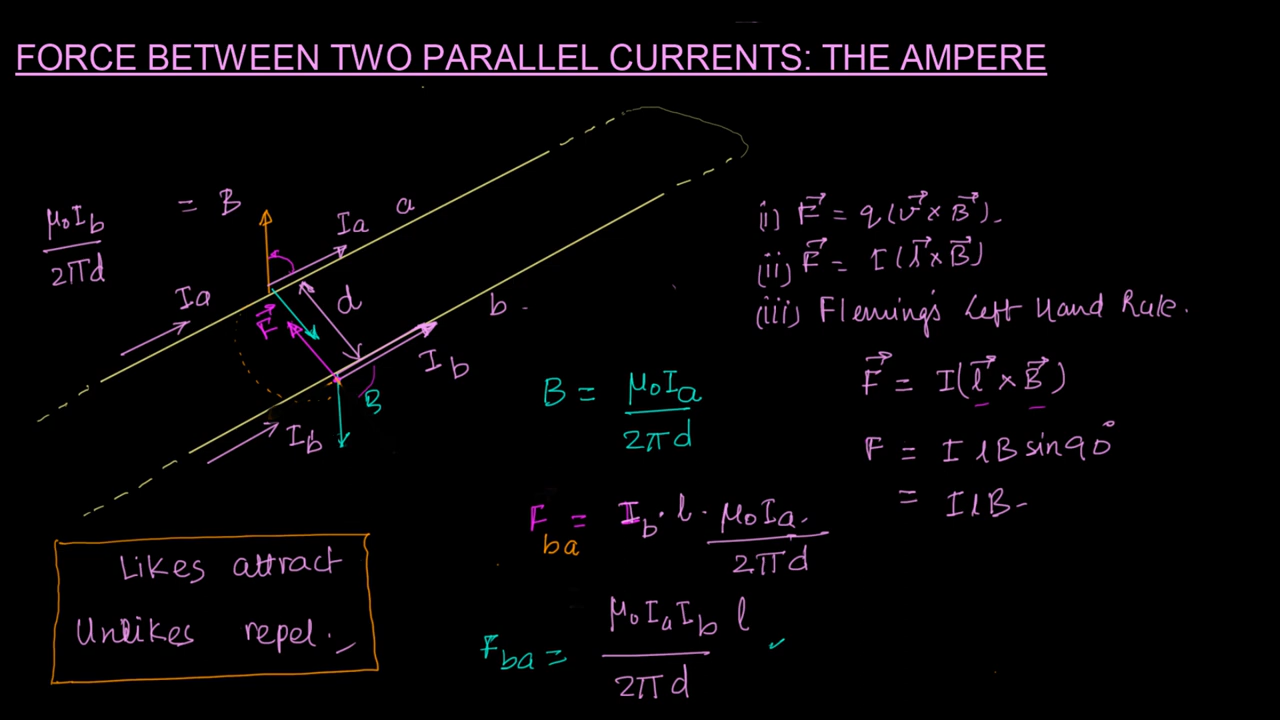 FORCE BETWEEN TWO PARALLEL CURRENTS: THE AMPERE
μ₀I_b / 2πd = B
I_a
a
I_a
d
F⃗
b
I_b
B
I_b
(i) F⃗ = q(v⃗ × B⃗).
(ii) F⃗ = I(l⃗ × B⃗)
(iii) Fleming's Left Hand Rule.
F⃗ = I(l⃗ × B⃗)
F = I l B sin 90°
= I l B
B = μ₀I_a / 2πd
F_ba = I_b · l · μ₀I_a / 2πd
F_ba = μ₀I_aI_b l / 2πd
Likes attract
Unlikes repel.